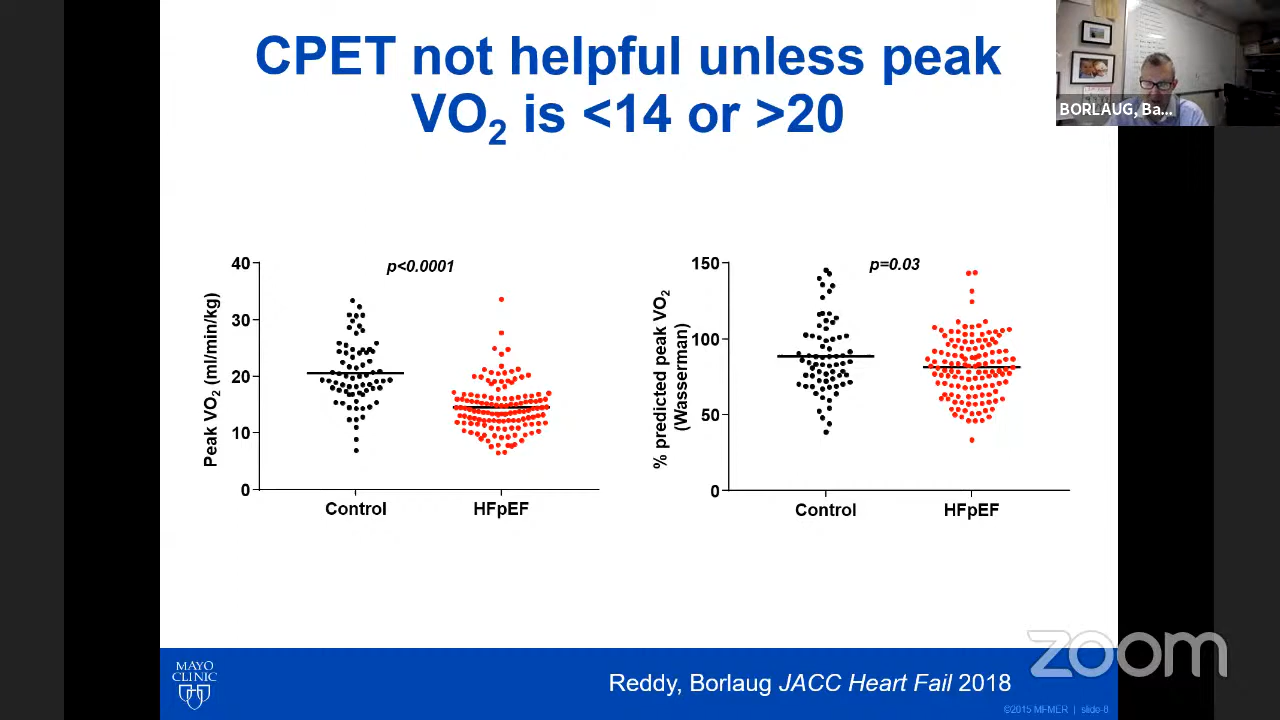 CPET not helpful unless peak
VO₂ is <14 or >20
BORLAUG, Ba...
40
30
20
10
0
Peak VO₂ (ml/min/kg)
p<0.0001
Control
HFpEF
150
100
50
0
% predicted peak VO₂
(Wasserman)
p=0.03
Control
HFpEF
zoom
MAYO
CLINIC
Reddy, Borlaug JACC Heart Fail 2018
©2015 MFMER | slide-8